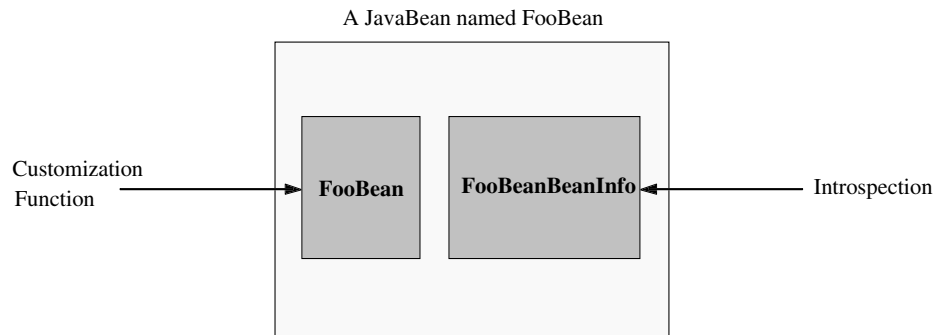 A JavaBean named FooBean
Customization
Function
FooBean
FooBeanBeanInfo
Introspection